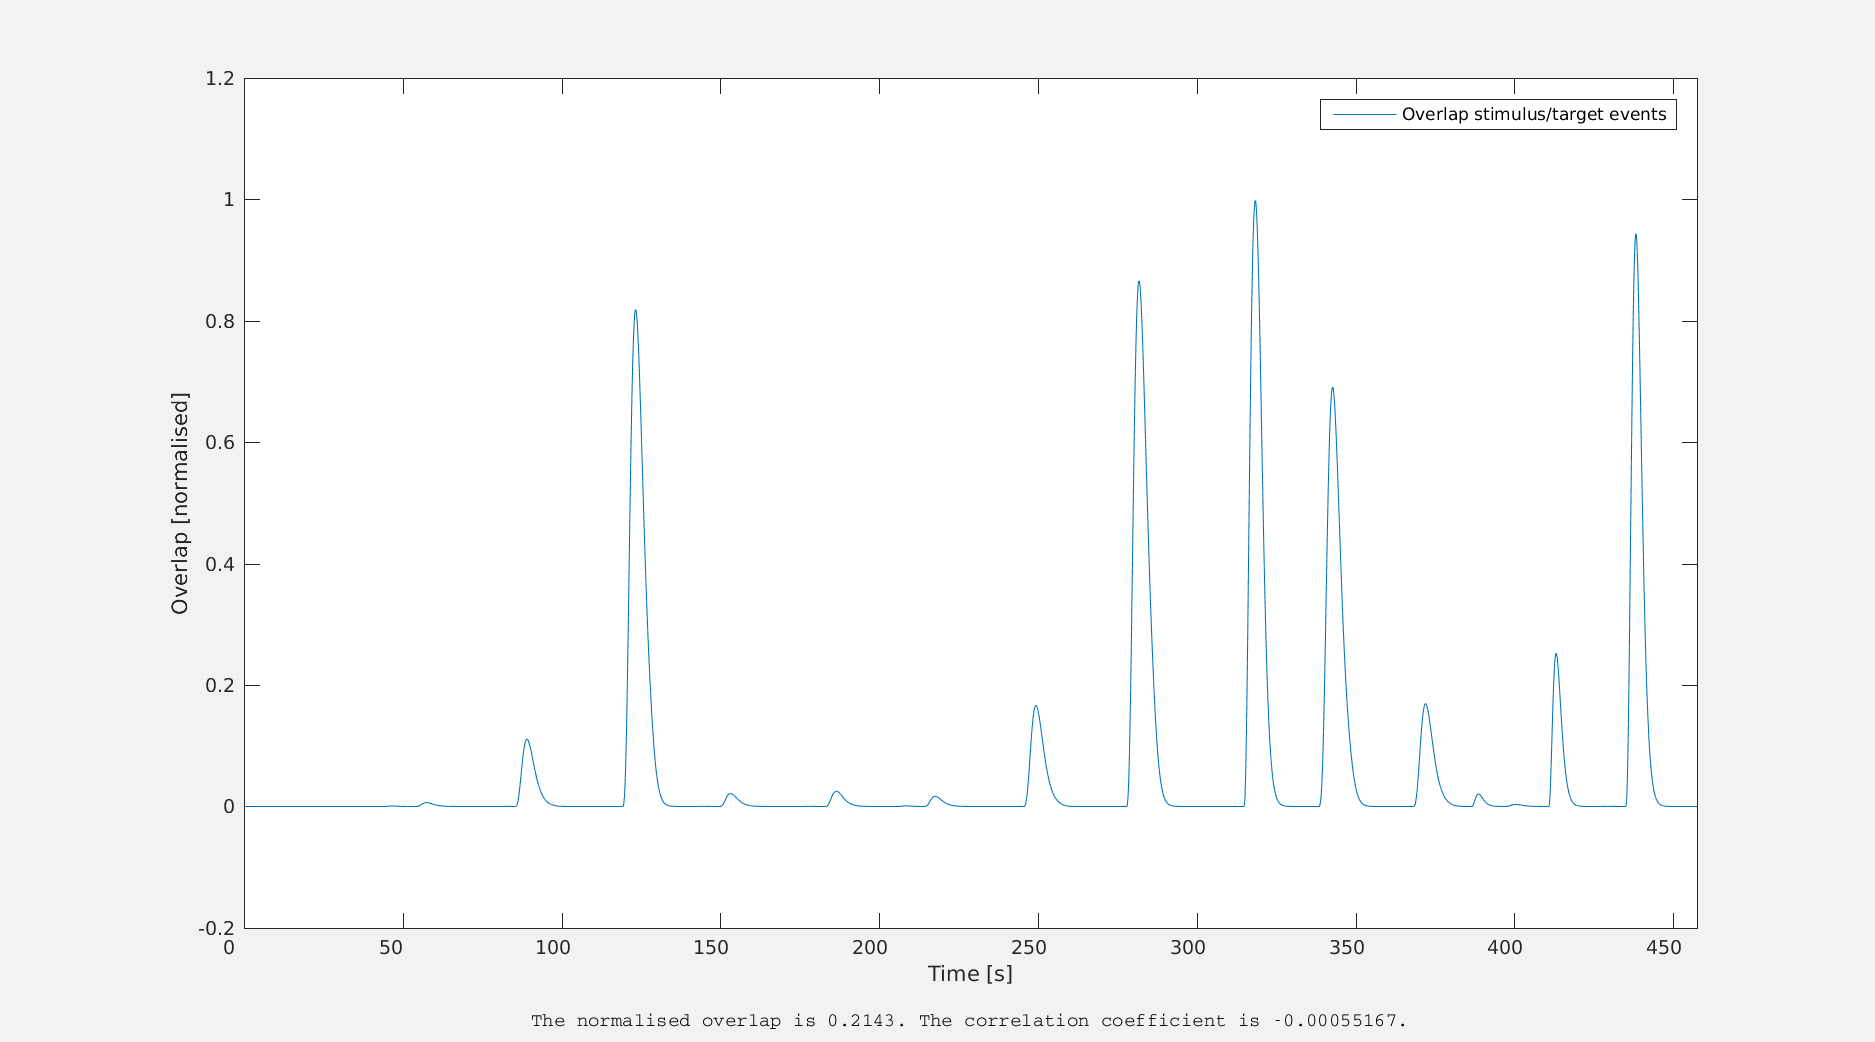 1.2
Overlap stimulus/target events
1
0.8
0.6
0.4
0.2
0
-0.2
Overlap [normalised]
0 50 100 150 200 250 300 350 400 450
Time [s]
The normalised overlap is 0.2143. The correlation coefficient is -0.00055167.